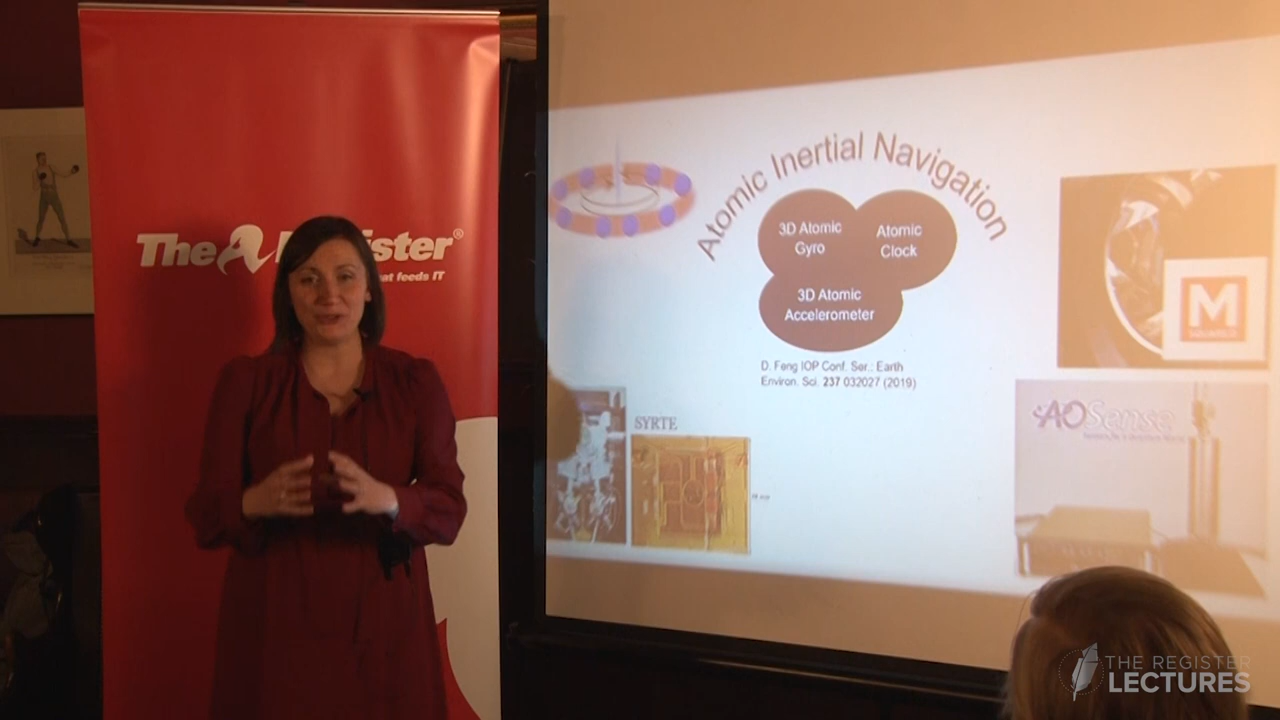 The Register®
at feeds IT
Atomic Inertial Navigation
3D Atomic
Gyro
Atomic
Clock
3D Atomic
Accelerometer
D. Feng IOP Conf. Ser.: Earth
Environ. Sci. 237 032027 (2019)
M
SYRTE
AOSense
THE REGISTER
LECTURES